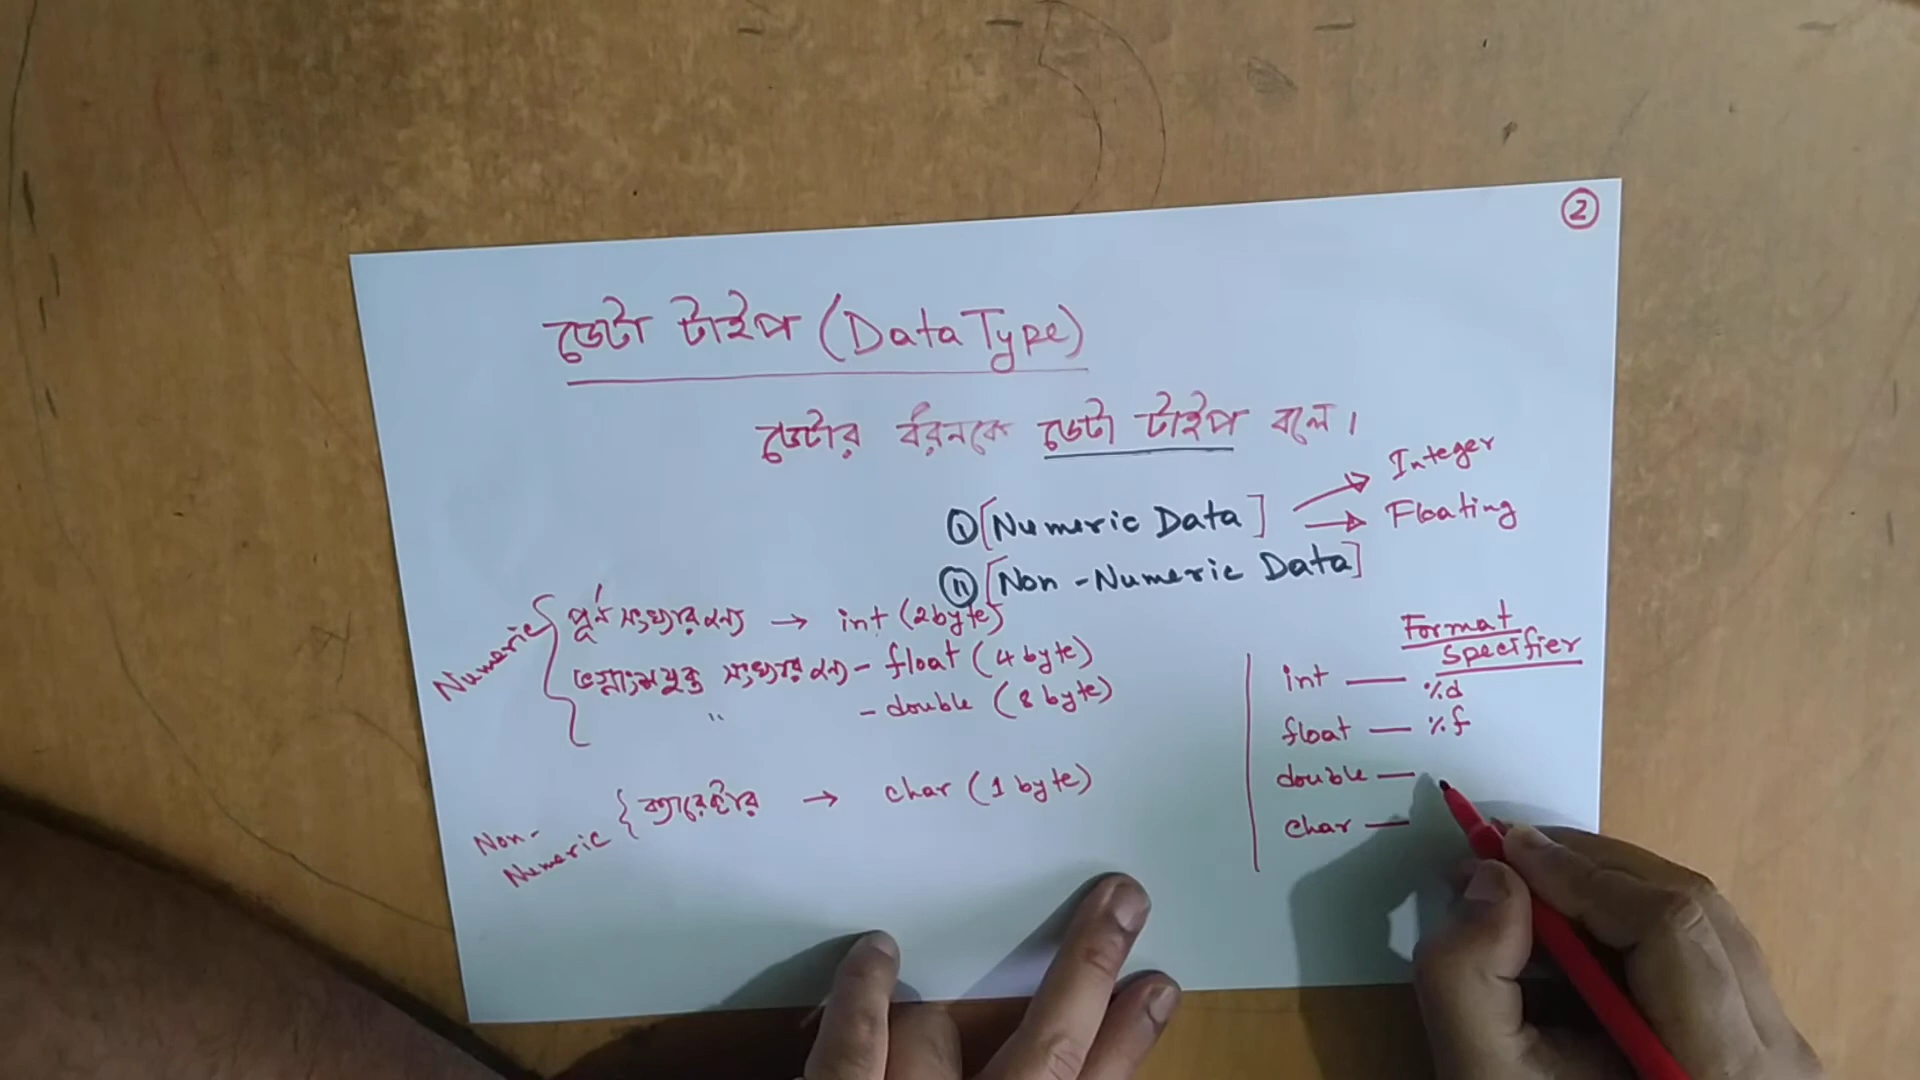 2
ডেটা টাইপ (Data Type)
ডেটার ধরনকে ডেটা টাইপ বলে।
① [Numeric Data] → Integer
→ Floating
⑪ [Non-Numeric Data]
Numeric { পূর্ন সংখ্যার জন্য → int (2 byte)
ভগ্নাংশযুক্ত সংখ্যার জন্য - float (4 byte)
" - double (8 byte)
Non-
Numeric { ক্যারেক্টার → char (1 byte)
Format
Specifier
int — %d
float — %f
double —
char —